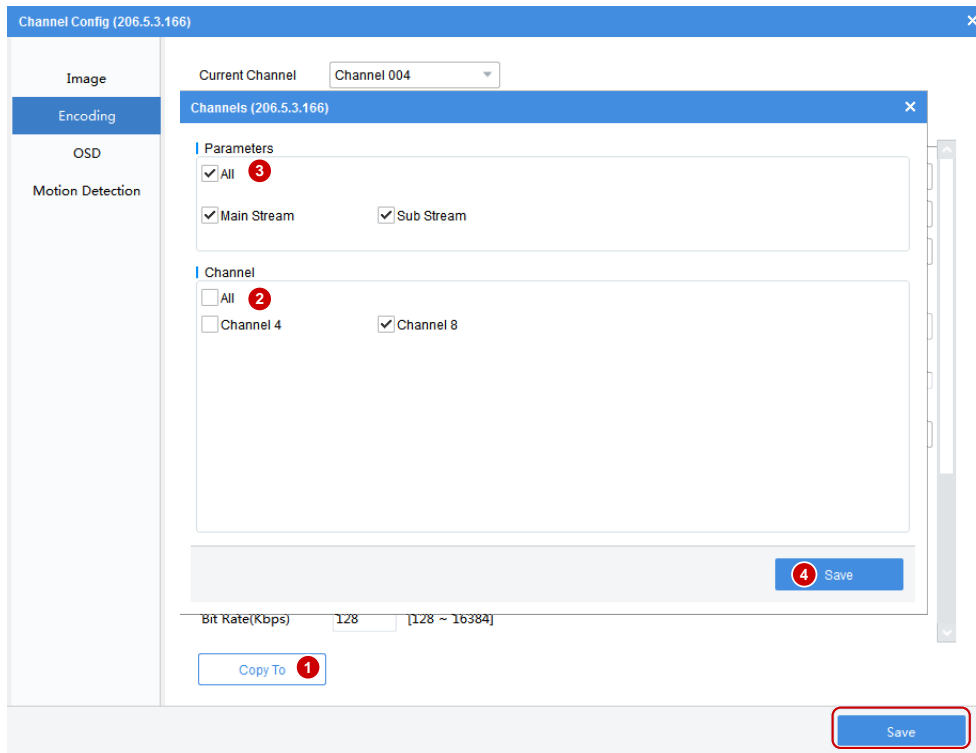 Channel Config (206.5.3.166)
Image
Encoding
OSD
Motion Detection
Current Channel Channel 004
Channels (206.5.3.166)
Parameters
All 3
Main Stream Sub Stream
Channel
All 2
Channel 4 Channel 8
4 Save
Bit Rate(Kbps) 128 [128 ~ 16384]
Copy To 1
Save